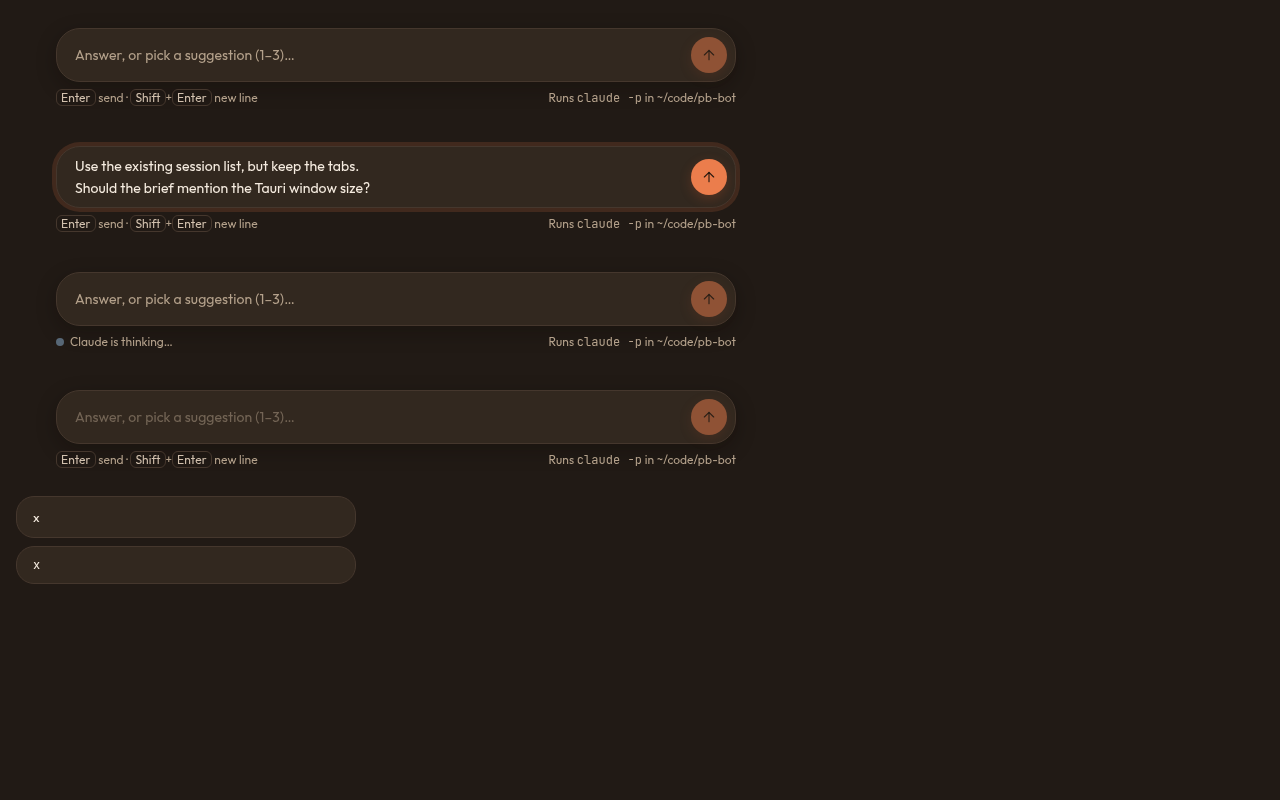 Answer, or pick a suggestion (1–3)…
Enter send · Shift + Enter new line Runs claude -p in ~/code/pb-bot
Use the existing session list, but keep the tabs.
Should the brief mention the Tauri window size?
Enter send · Shift + Enter new line Runs claude -p in ~/code/pb-bot
Answer, or pick a suggestion (1–3)…
Claude is thinking… Runs claude -p in ~/code/pb-bot
Answer, or pick a suggestion (1–3)…
Enter send · Shift + Enter new line Runs claude -p in ~/code/pb-bot
x
x